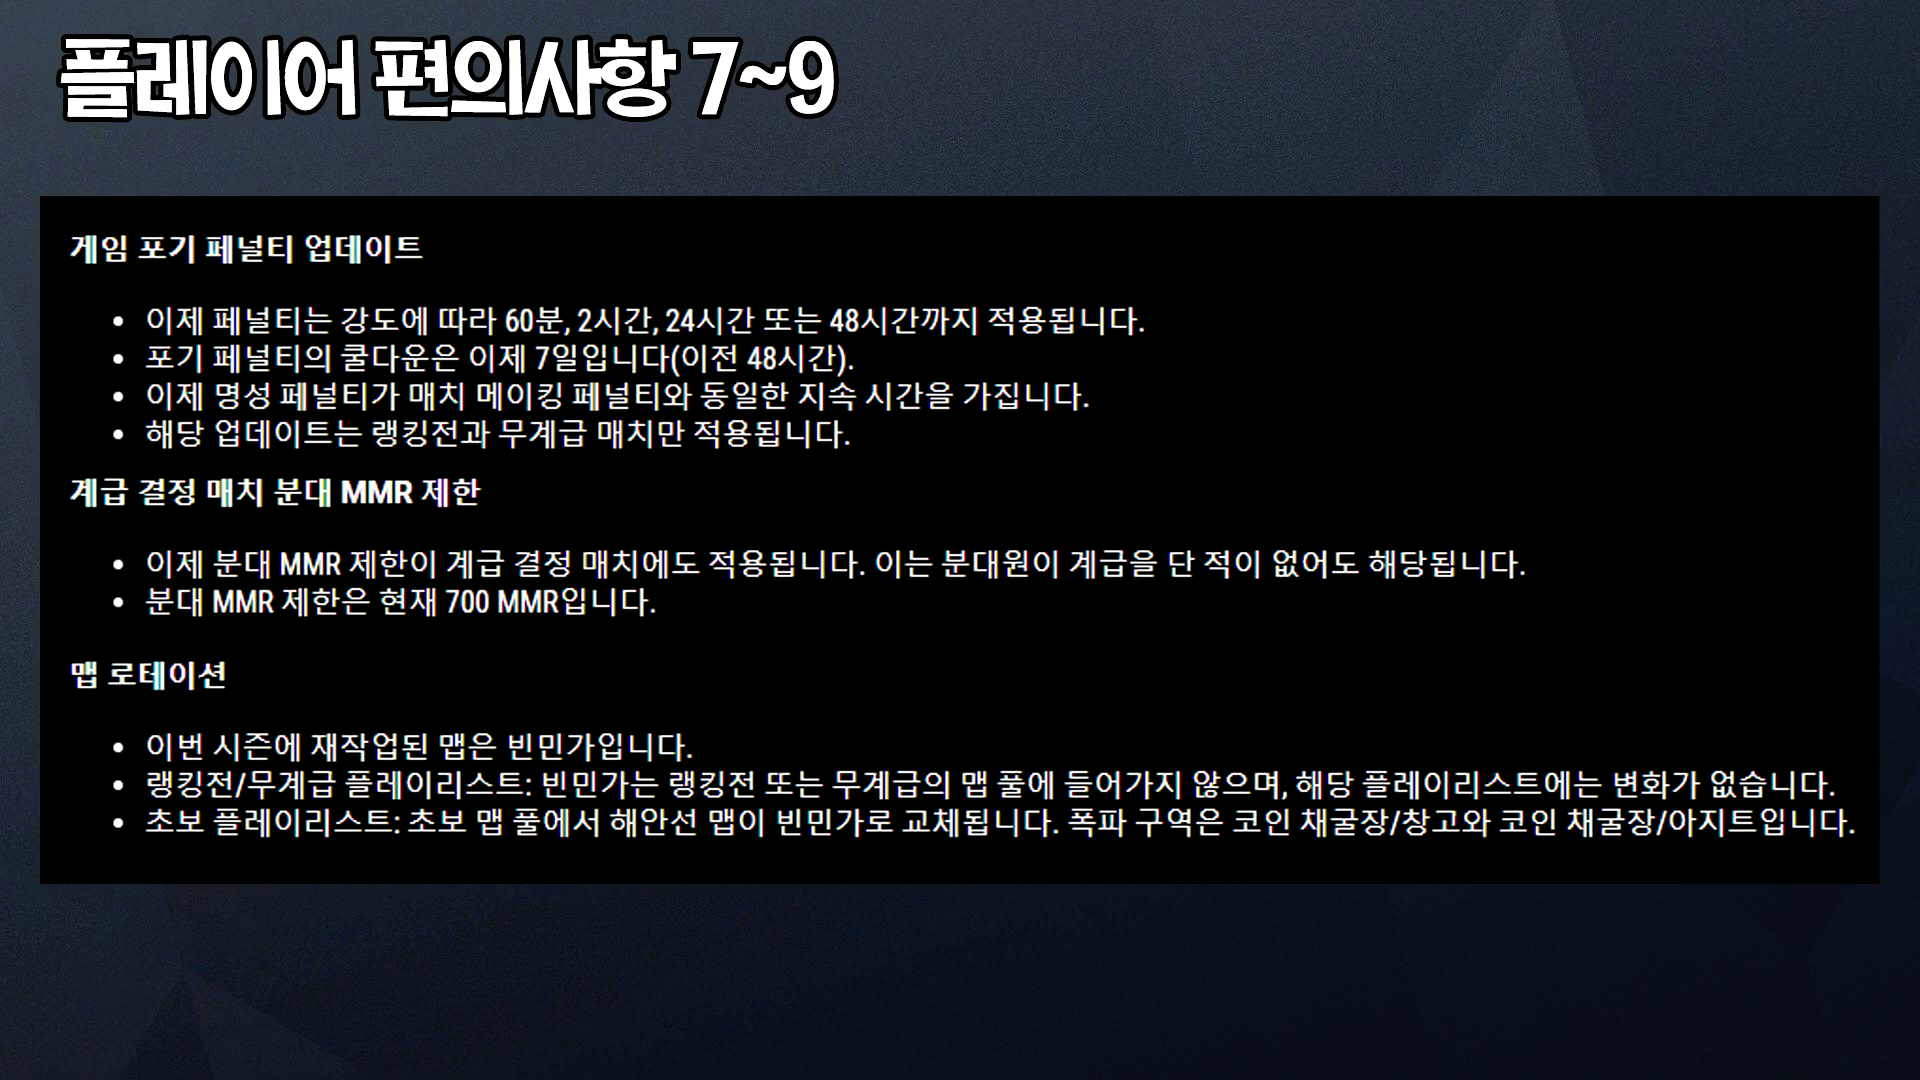 플레이어 편의사항 7~9
게임 포기 페널티 업데이트
• 이제 페널티는 강도에 따라 60분, 2시간, 24시간 또는 48시간까지 적용됩니다.
• 포기 페널티의 쿨다운은 이제 7일입니다(이전 48시간).
• 이제 명성 페널티가 매치 메이킹 페널티와 동일한 지속 시간을 가집니다.
• 해당 업데이트는 랭킹전과 무계급 매치만 적용됩니다.
계급 결정 매치 분대 MMR 제한
• 이제 분대 MMR 제한이 계급 결정 매치에도 적용됩니다. 이는 분대원이 계급을 단 적이 없어도 해당됩니다.
• 분대 MMR 제한은 현재 700 MMR입니다.
맵 로테이션
• 이번 시즌에 재작업된 맵은 빈민가입니다.
• 랭킹전/무계급 플레이리스트: 빈민가는 랭킹전 또는 무계급의 맵 풀에 들어가지 않으며, 해당 플레이리스트에는 변화가 없습니다.
• 초보 플레이리스트: 초보 맵 풀에서 해안선 맵이 빈민가로 교체됩니다. 폭파 구역은 코인 채굴장/창고와 코인 채굴장/아지트입니다.